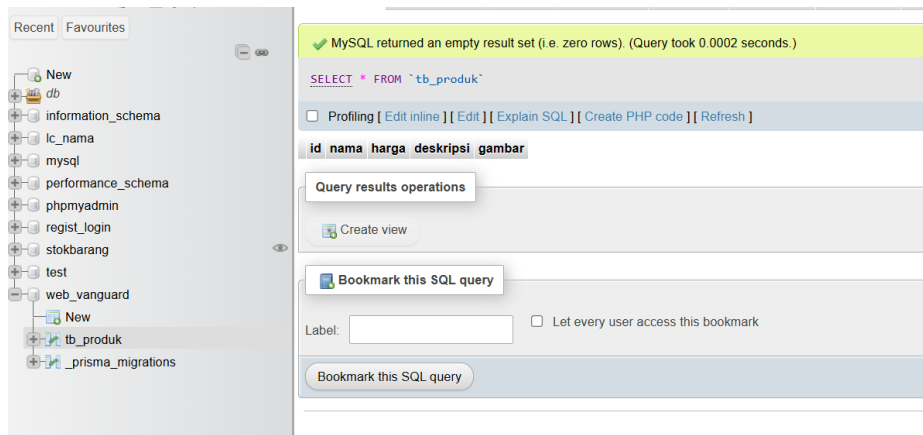 Recent Favourites
New
db
information_schema
lc_nama
mysql
performance_schema
phpmyadmin
regist_login
stokbarang
test
web_vanguard
New
tb_produk
_prisma_migrations
MySQL returned an empty result set (i.e. zero rows). (Query took 0.0002 seconds.)
SELECT * FROM `tb_produk`
Profiling [ Edit inline ] [ Edit ] [ Explain SQL ] [ Create PHP code ] [ Refresh ]
id nama harga deskripsi gambar
Query results operations
Create view
Bookmark this SQL query
Label:
Let every user access this bookmark
Bookmark this SQL query